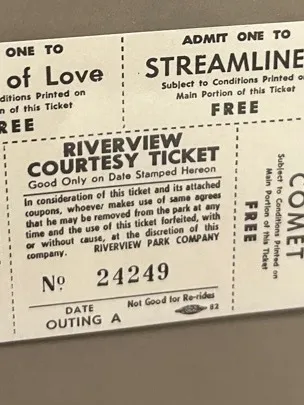 ONE TO
of Love
ditions Printed on
n of this Ticket
REE
ADMIT ONE TO
STREAMLINE
Subject to Conditions Printed on
Main Portion of this Ticket
FREE
RIVERVIEW
COURTESY TICKET
Good Only on Date Stamped Hereon
In consideration of this ticket and its attached
coupons, whoever makes use of same agrees
that he may be removed from the park at any
time and the use of this ticket forfeited, with
or without cause, at the discretion of this
company. RIVERVIEW PARK COMPANY
No 24249
Not Good for Re-rides
DATE
OUTING A
82
COMET
Subject to Conditions Printed on
Main Portion of this Ticket
FREE